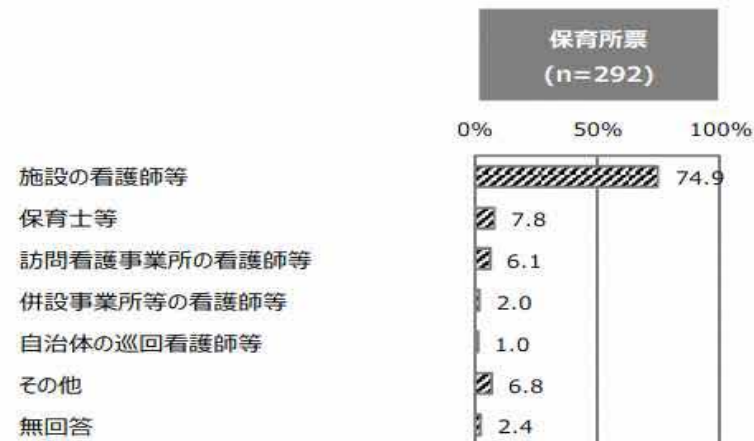 保育所票
(n=292)
0% 50% 100%
施設の看護師等 74.9
保育士等 7.8
訪問看護事業所の看護師等 6.1
併設事業所等の看護師等 2.0
自治体の巡回看護師等 1.0
その他 6.8
無回答 2.4